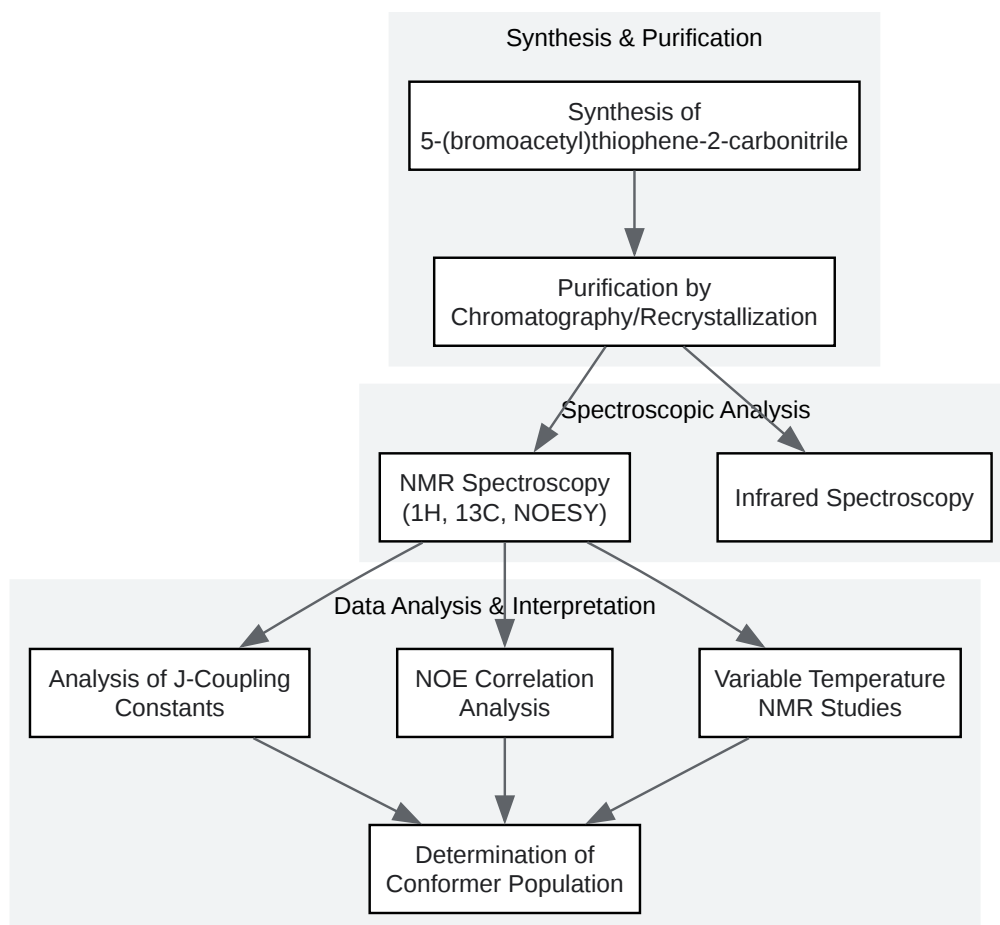 Synthesis & Purification
Synthesis of
5-(bromoacetyl)thiophene-2-carbonitrile
Purification by
Chromatography/Recrystallization
Spectroscopic Analysis
NMR Spectroscopy
(1H, 13C, NOESY)
Infrared Spectroscopy
Data Analysis & Interpretation
Analysis of J-Coupling
Constants
NOE Correlation
Analysis
Variable Temperature
NMR Studies
Determination of
Conformer Population